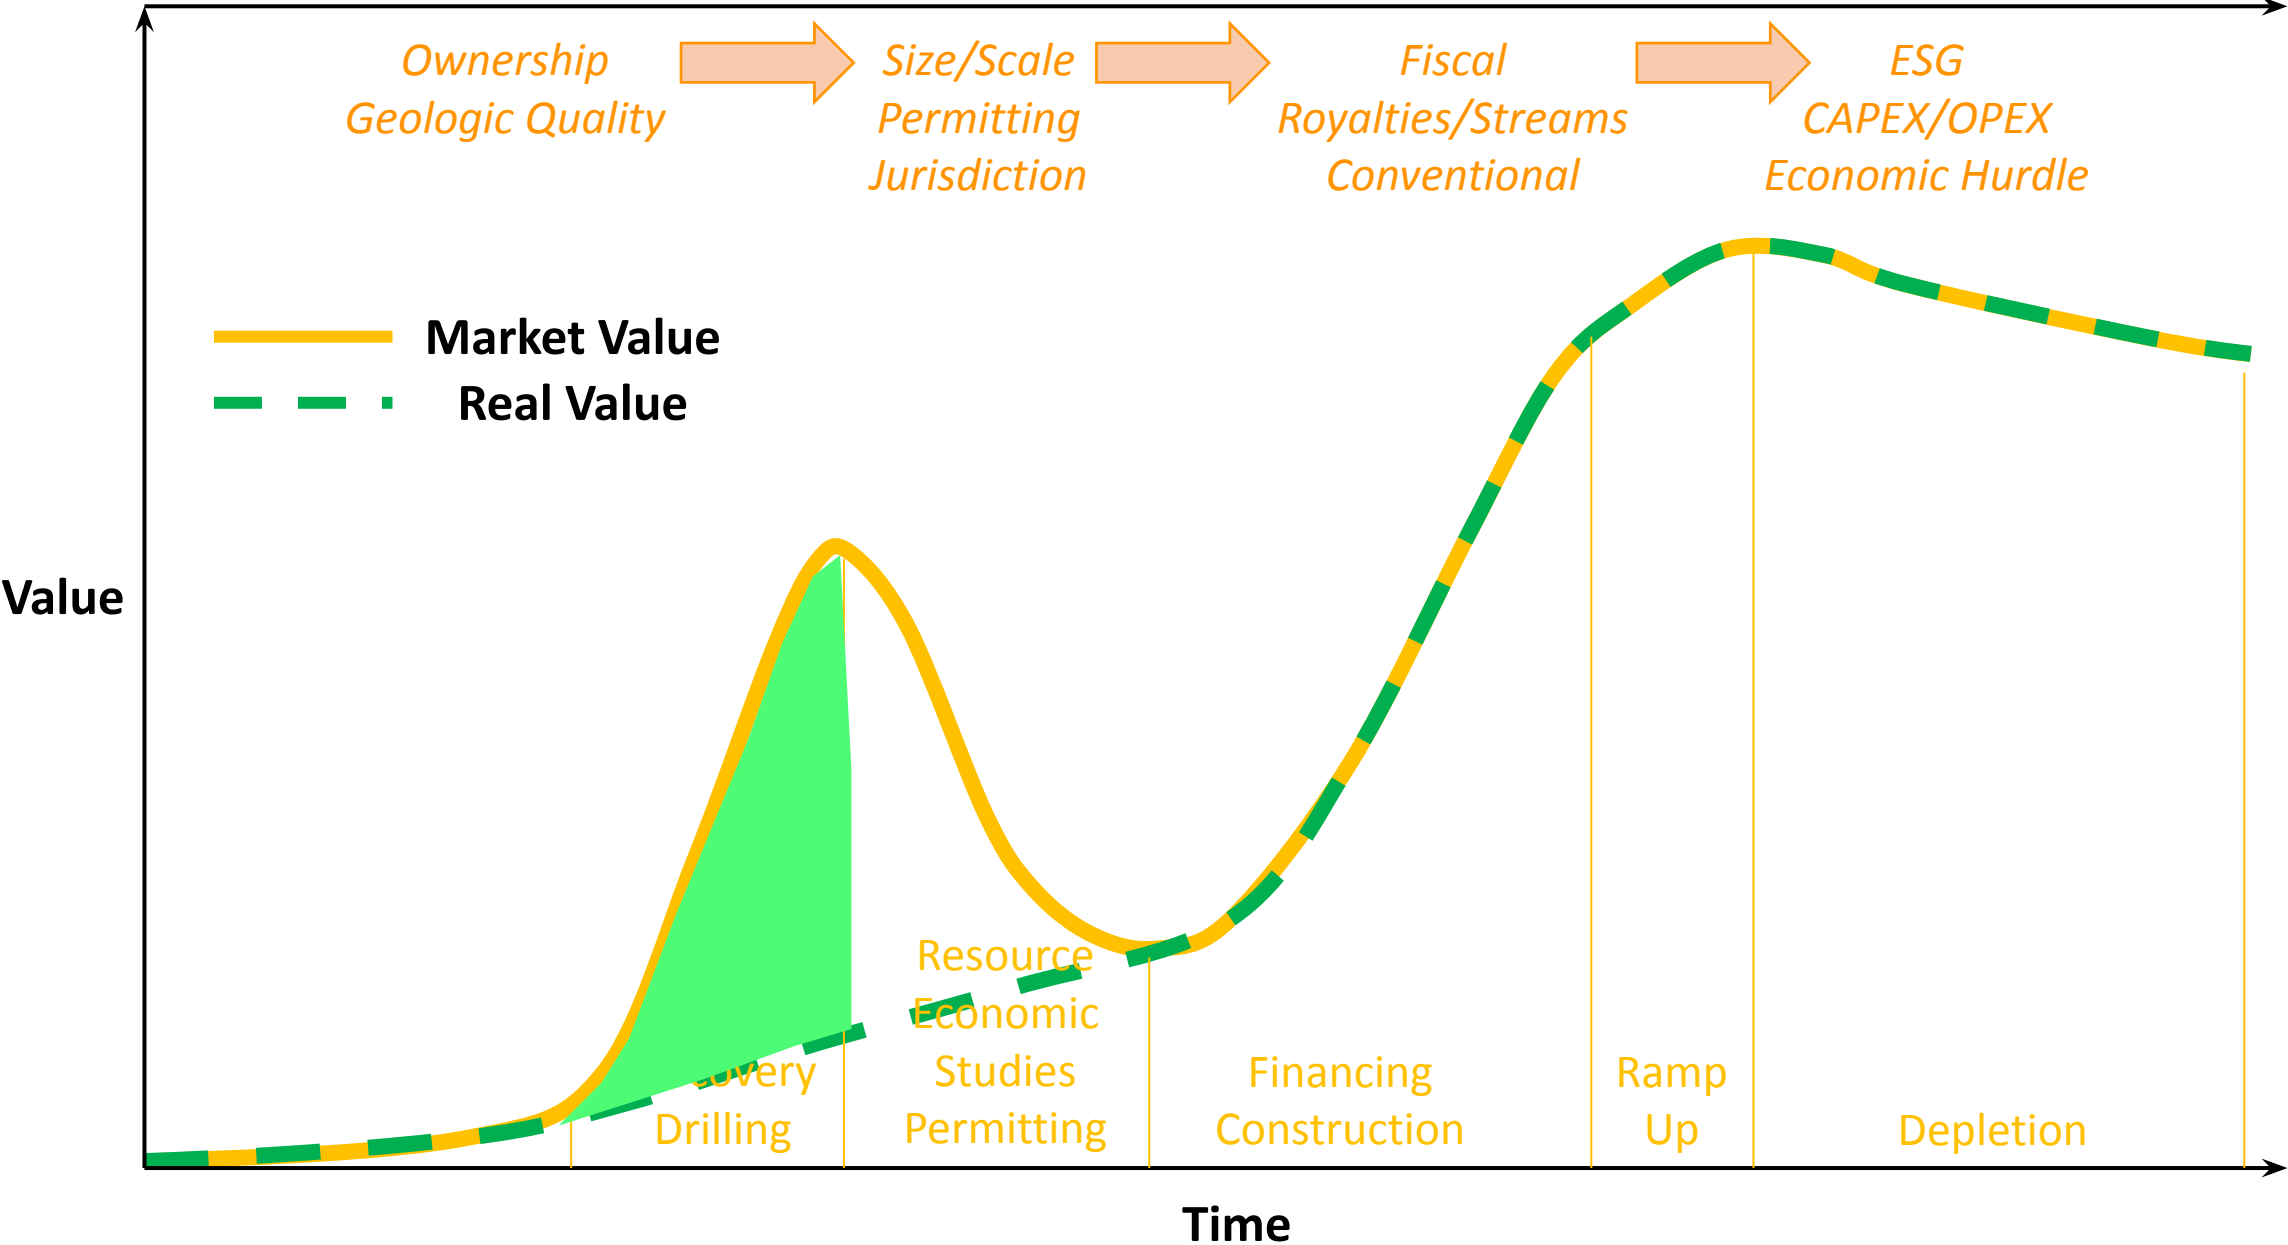 Ownership
Geologic Quality
Size/Scale
Permitting
Jurisdiction
Fiscal
Royalties/Streams
Conventional
ESG
CAPEX/OPEX
Economic Hurdle
Market Value
Real Value
Value
covery
Drilling
Resource
Economic
Studies
Permitting
Financing
Construction
Ramp
Up
Depletion
Time